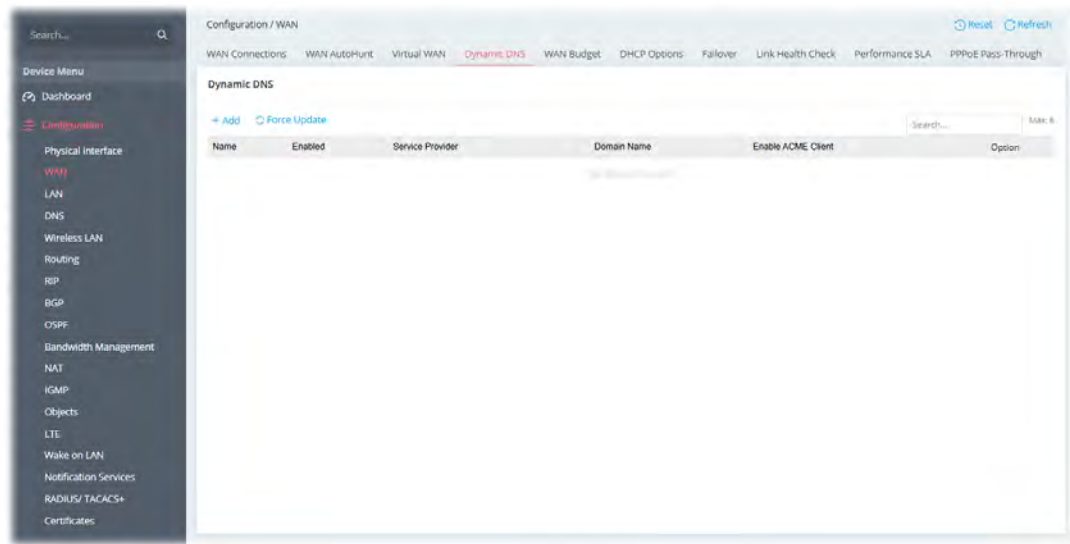 Search...
Device Menu
Dashboard
Configuration
Physical Interface
WAN
LAN
DNS
Wireless LAN
Routing
RIP
BGP
OSPF
Bandwidth Management
NAT
IGMP
Objects
LTE
Wake on LAN
Notification Services
RADIUS/ TACACS+
Certificates
Configuration / WAN
Reset Refresh
WAN Connections WAN AutoHunt Virtual WAN Dynamic DNS WAN Budget DHCP Options Failover Link Health Check Performance SLA PPPoE Pass-Through
Dynamic DNS
+ Add Force Update Search... Max: 6
Name Enabled Service Provider Domain Name Enable ACME Client Option